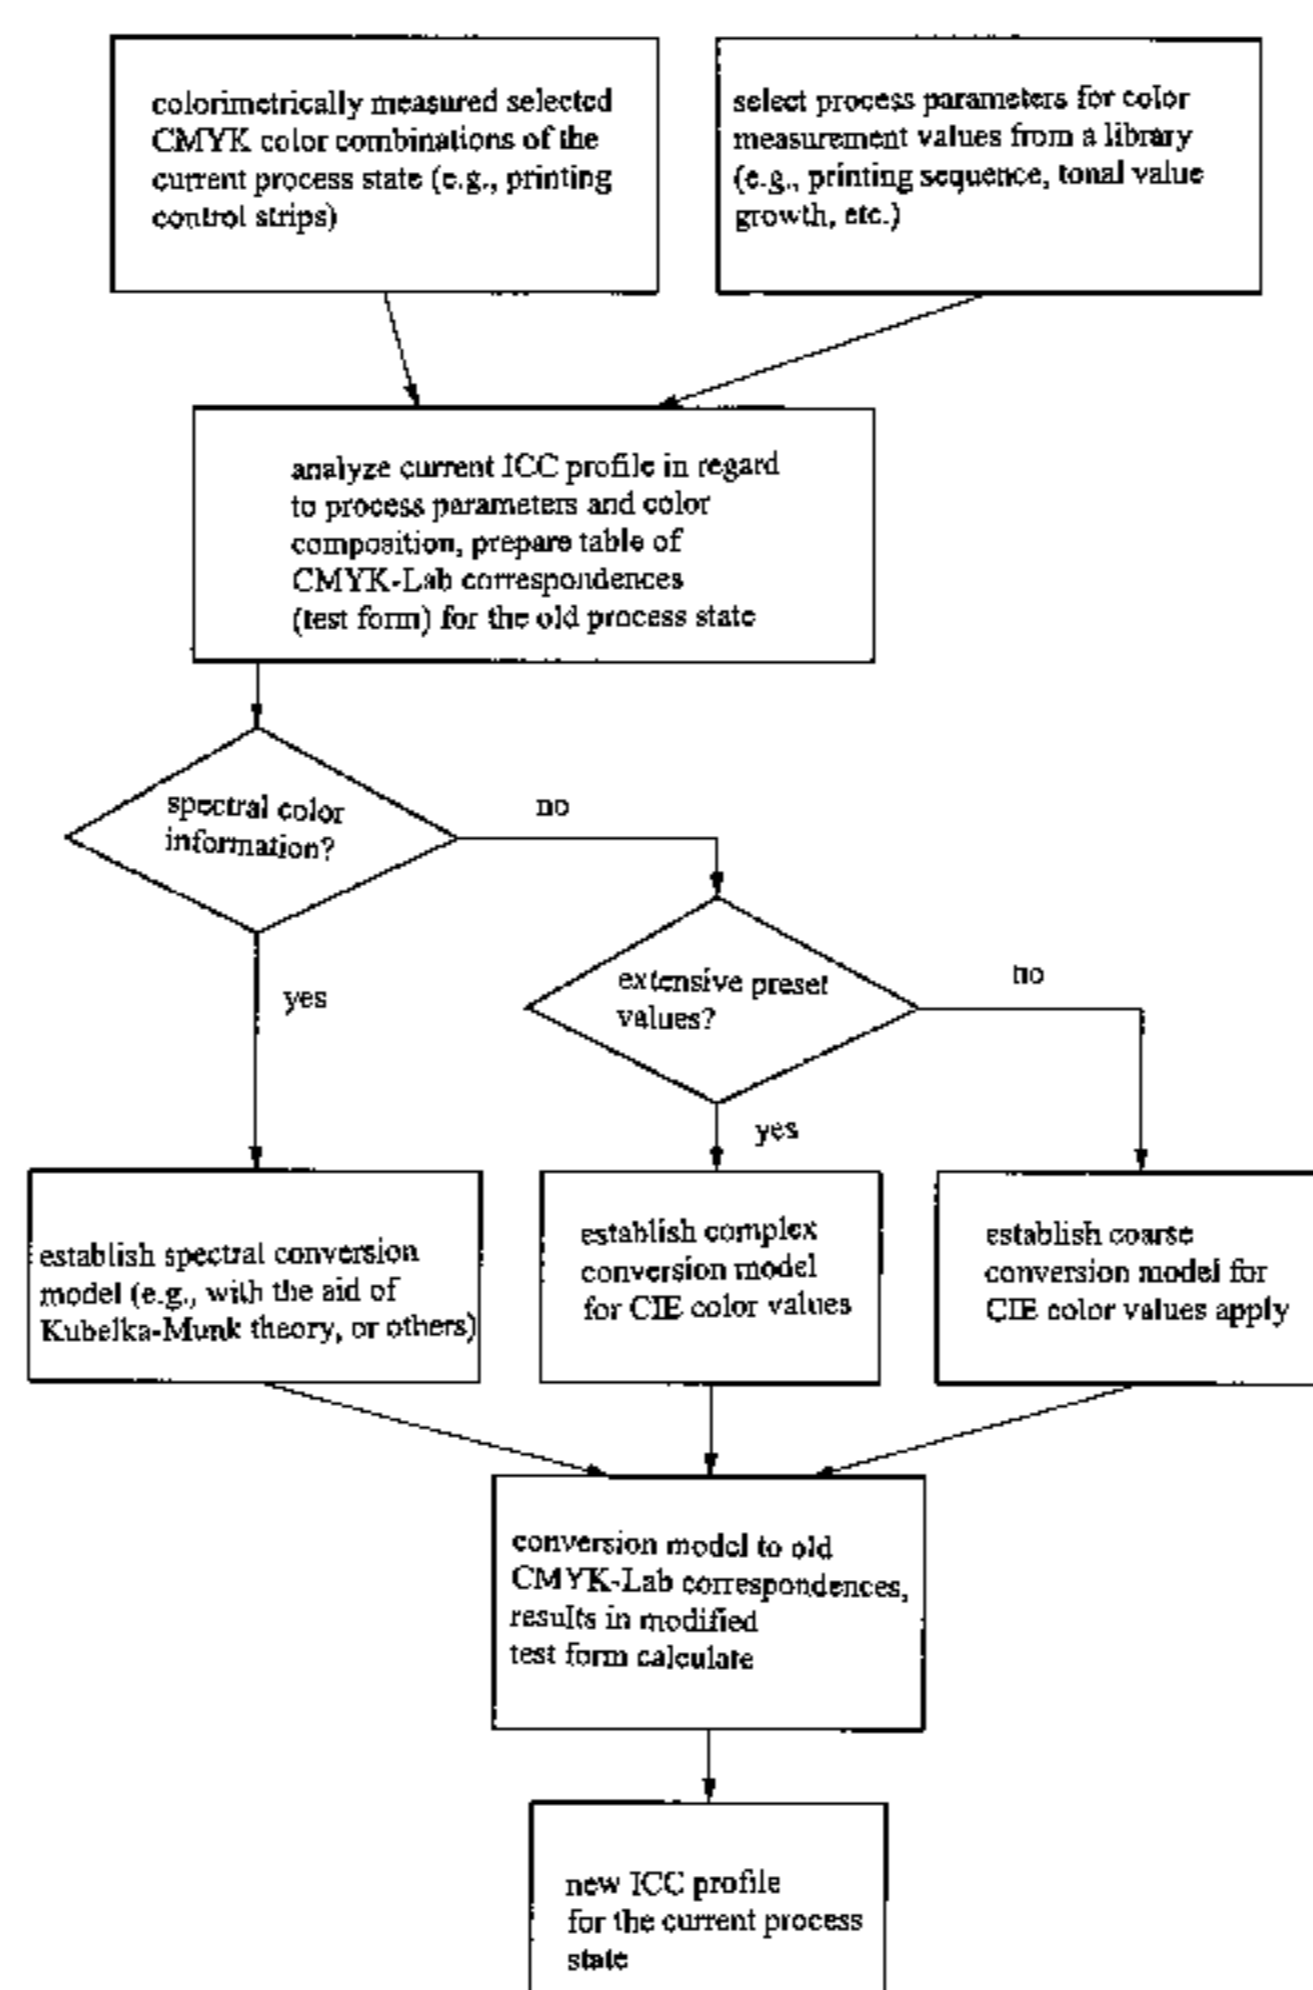 colorimetrically measured selected
CMYK color combinations of the
current process state (e.g., printing
control strips)
select process parameters for color
measurement values from a library
(e.g., printing sequence, tonal value
growth, etc.)
analyze current ICC profile in regard
to process parameters and color
composition, prepare table of
CMYK-Lab correspondences
(test form) for the old process state
spectral color
information?
no
yes
extensive preset
values?
no
yes
establish spectral conversion
model (e.g., with the aid of
Kubelka-Munk theory, or others)
establish complex
conversion model
for CIE color values
establish coarse
conversion model for
CIE color values apply
conversion model to old
CMYK-Lab correspondences,
results in modified
test form calculate
new ICC profile
for the current process
state